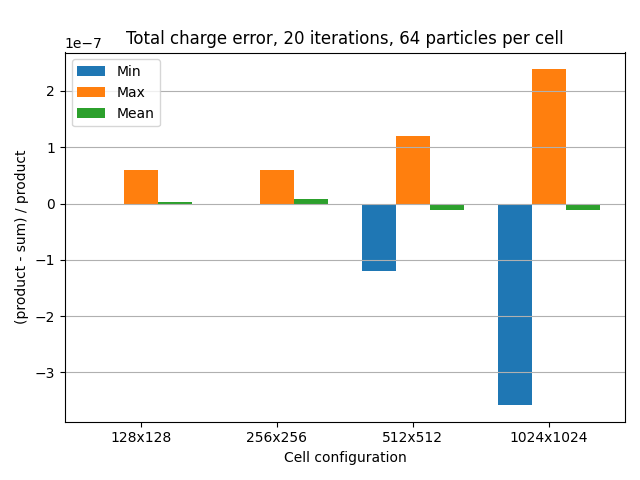 Total charge error, 20 iterations, 64 particles per cell
1e−7
Min
Max
Mean
2
1
0
−1
−2
−3
(product - sum) / product
128x128 256x256 512x512 1024x1024
Cell configuration